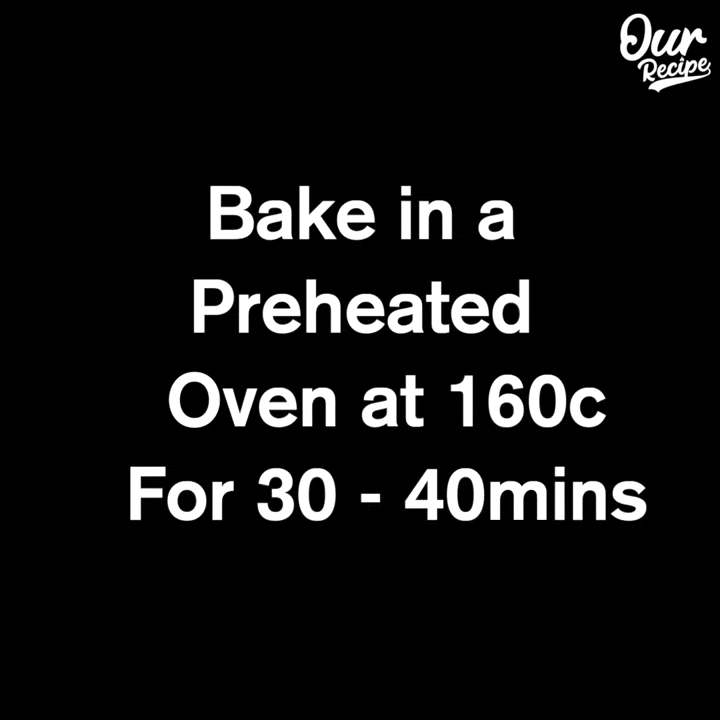 Our
Recipe
Bake in a
Preheated
Oven at 160c
For 30 - 40mins